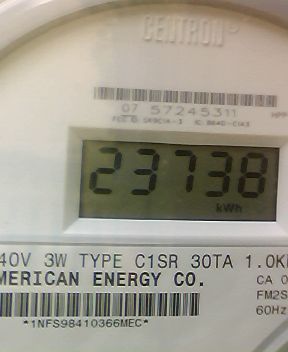 CENTRON
07 57245311
23738
kWh
40V 3W TYPE C1SR 30TA 1.0K
MERICAN ENERGY CO.
CA 0
FM2S
60Hz
*1NFS98410366MEC*